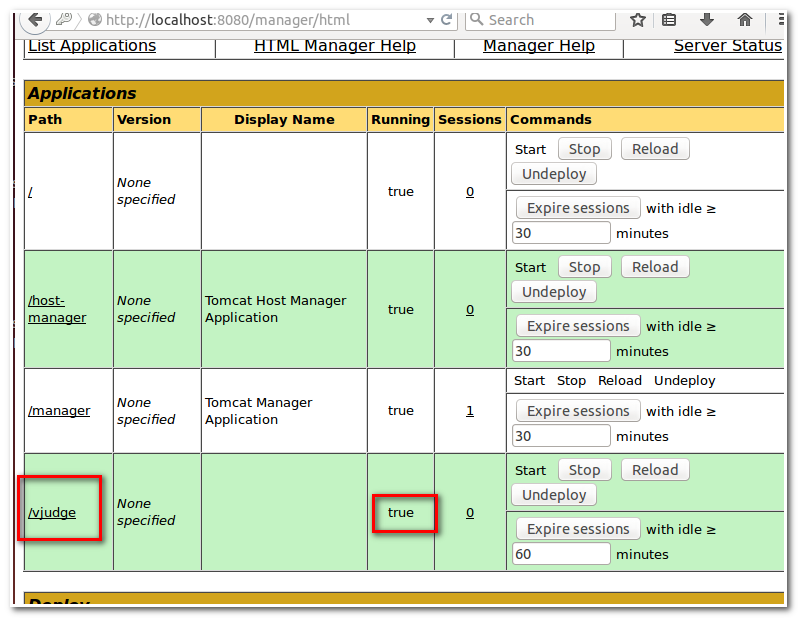 http://localhost:8080/manager/html
Search
List Applications HTML Manager Help Manager Help Server Status
Applications
Path Version Display Name Running Sessions Commands
/ None specified true 0 Start Stop Reload
Undeploy
Expire sessions with idle ≥
30 minutes
/host-
manager
None
specified
Tomcat Host Manager
Application
true 0 Start Stop Reload
Undeploy
Expire sessions with idle ≥
30 minutes
/manager
None
specified
Tomcat Manager
Application
true 1 Start Stop Reload Undeploy
Expire sessions with idle ≥
30 minutes
/vjudge
None
specified
true 0 Start Stop Reload
Undeploy
Expire sessions with idle ≥
60 minutes
Deploy